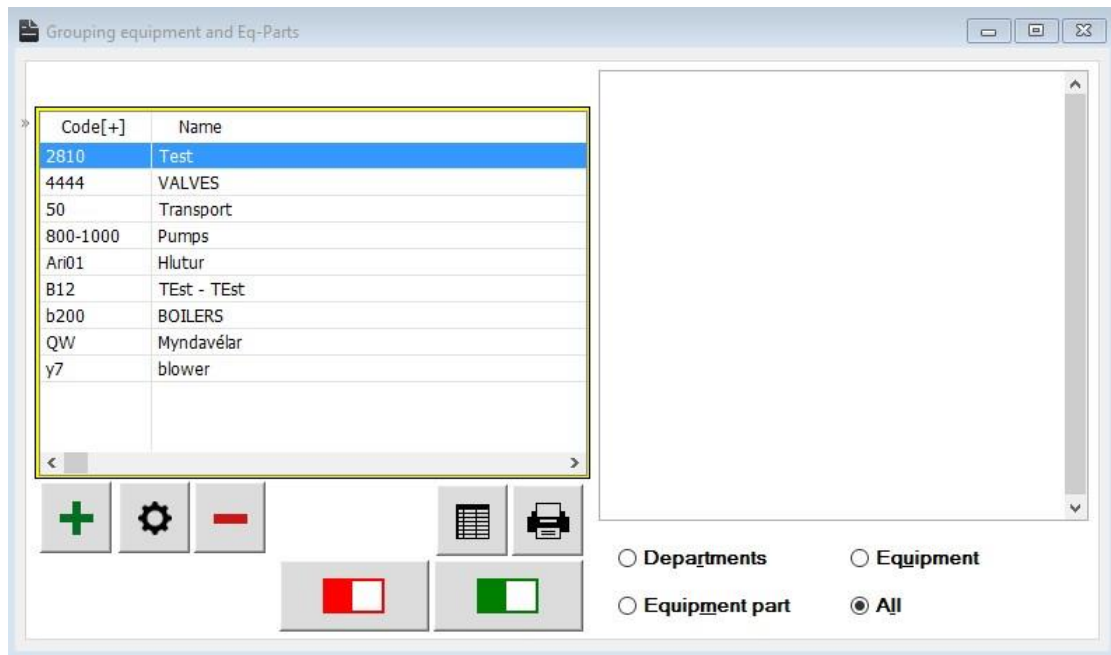 Grouping equipment and Eq-Parts
Code[+] Name
2810 Test
4444 VALVES
50 Transport
800-1000 Pumps
Ari01 Hlutur
B12 TEst - TEst
b200 BOILERS
QW Myndavélar
y7 blower
Departments Equipment
Equipment part All